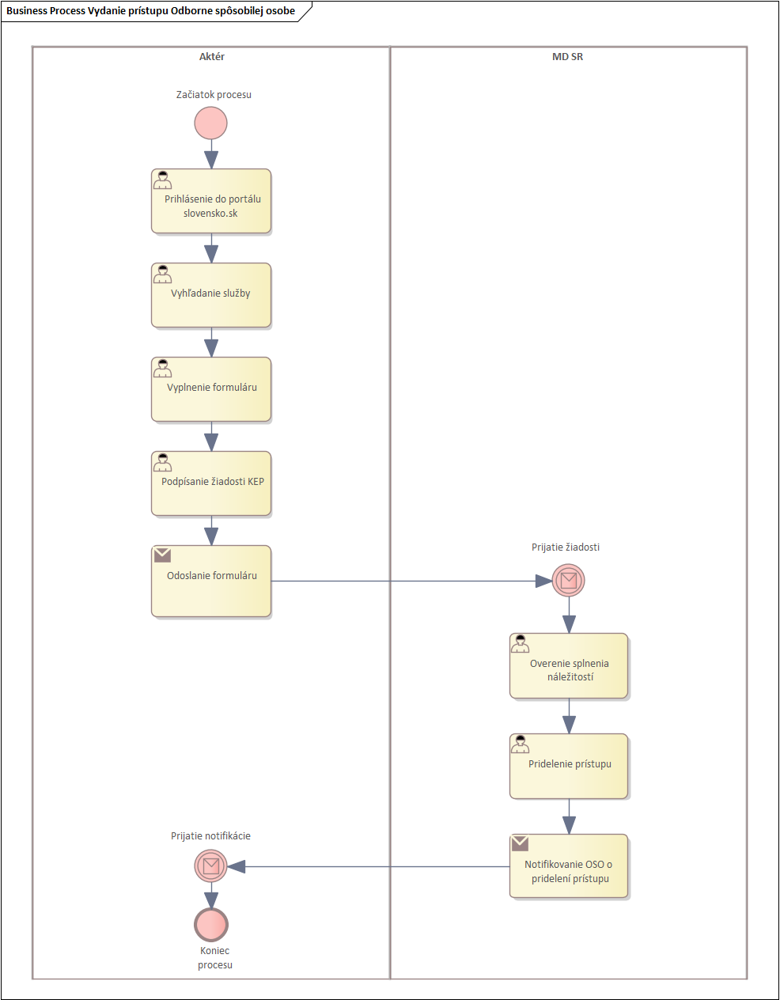 Business Process Vydanie prístupu Odborne spôsobilej osobe
Aktér
MD SR
Začiatok procesu
Prihlásenie do portálu
slovensko.sk
Vyhľadanie služby
Vyplnenie formuláru
Podpísanie žiadosti KEP
Odoslanie formuláru
Prijatie žiadosti
Overenie splnenia
náležitostí
Pridelenie prístupu
Notifikovanie OSO o
pridelení prístupu
Prijatie notifikácie
Koniec
procesu